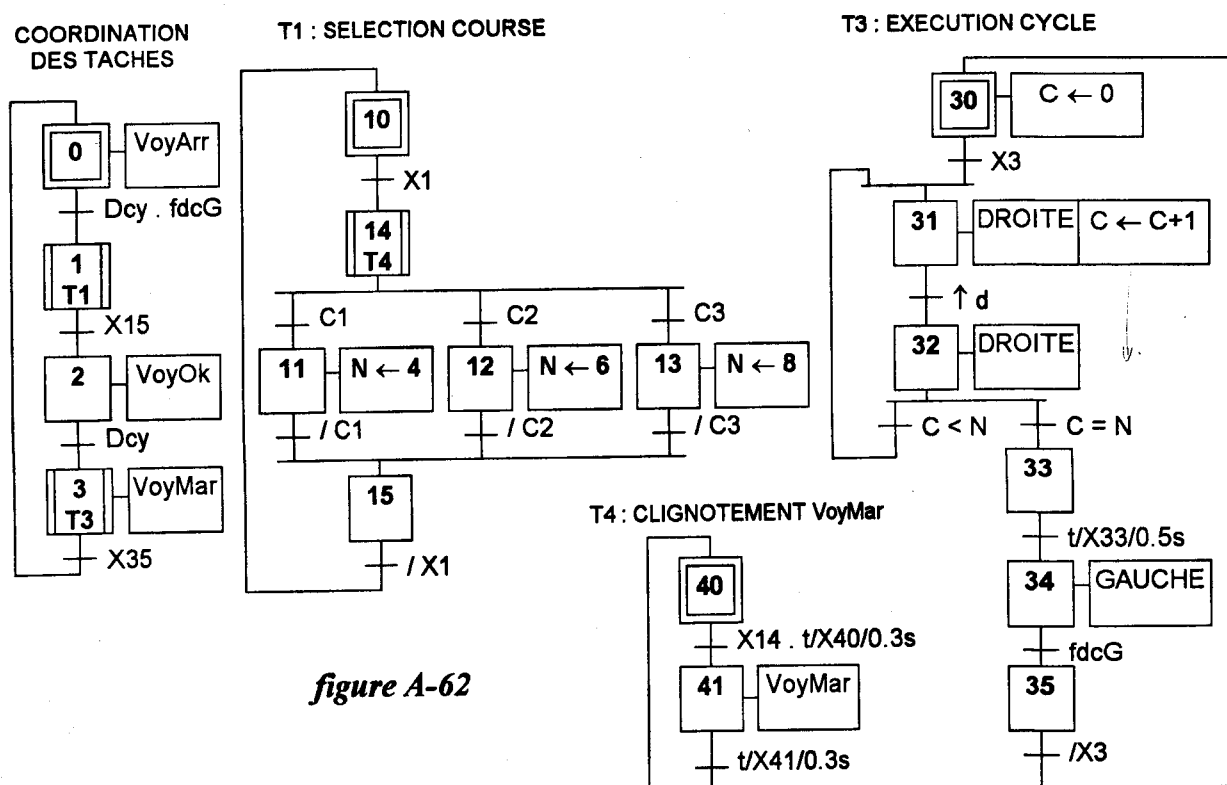 COORDINATION
DES TACHES
0
VoyArr
Dcy . fdcG
1
T1
X15
2
VoyOk
Dcy
3
T3
VoyMar
X35
T1 : SELECTION COURSE
10
X1
14
T4
C1
C2
C3
11
N ← 4
12
N ← 6
13
N ← 8
/ C1
/ C2
/ C3
15
/ X1
T4 : CLIGNOTEMENT VoyMar
40
X14 . t/X40/0.3s
41
VoyMar
t/X41/0.3s
T3 : EXECUTION CYCLE
30
C ← 0
X3
31
DROITE
C ← C+1
↑ d
32
DROITE
C < N
C = N
33
t/X33/0.5s
34
GAUCHE
fdcG
35
/X3
figure A-62